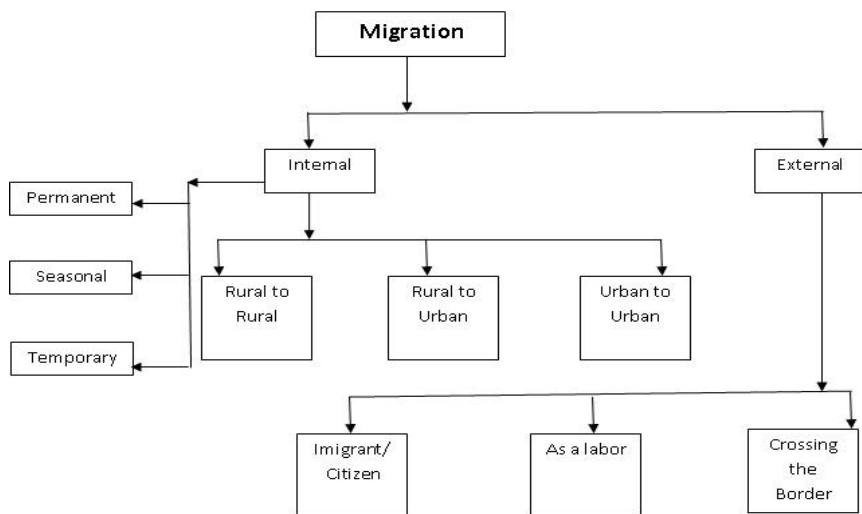 Migration
Internal
External
Permanent
Seasonal
Temporary
Rural to
Rural
Rural to
Urban
Urban to
Urban
Imigrant/
Citizen
As a labor
Crossing
the
Border